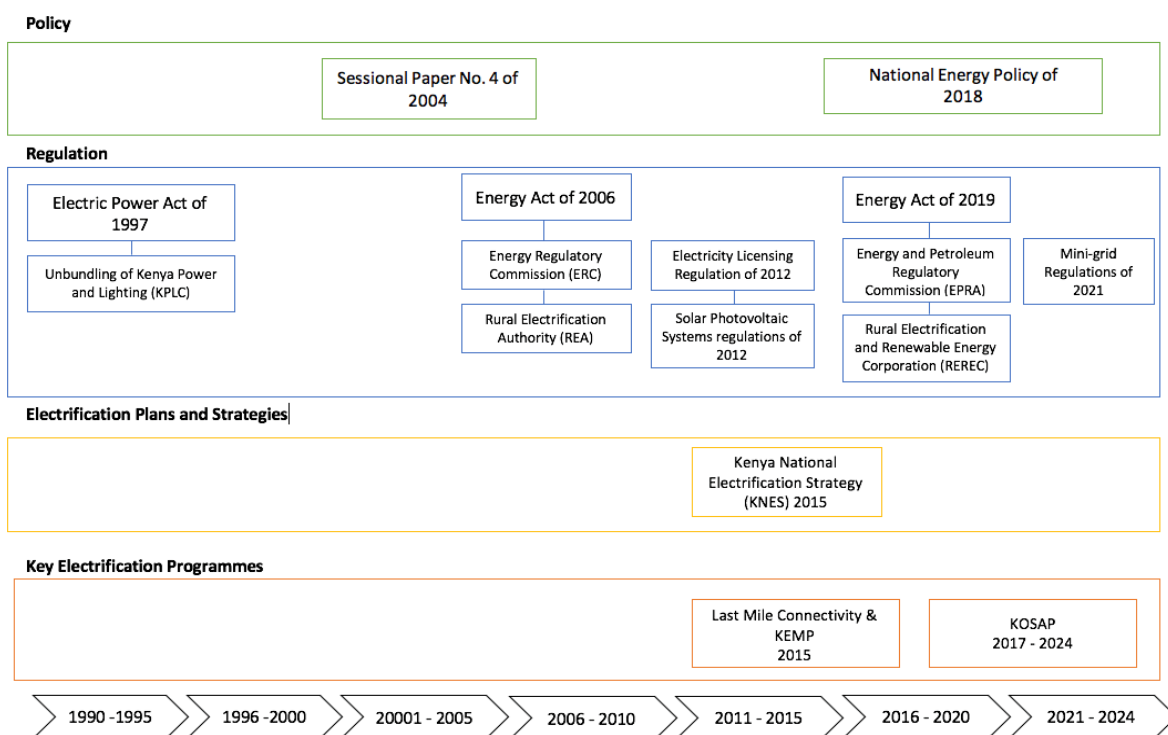 Policy
Sessional Paper No. 4 of
2004
National Energy Policy of
2018
Regulation
Electric Power Act of
1997
Unbundling of Kenya Power
and Lighting (KPLC)
Energy Act of 2006
Energy Regulatory
Commission (ERC)
Rural Electrification
Authority (REA)
Electricity Licensing
Regulation of 2012
Solar Photovoltaic
Systems regulations of
2012
Energy Act of 2019
Energy and Petroleum
Regulatory
Commission (EPRA)
Rural Electrification
and Renewable Energy
Corporation (REREC)
Mini-grid
Regulations of
2021
Electrification Plans and Strategies
Kenya National
Electrification Strategy
(KNES) 2015
Key Electrification Programmes
Last Mile Connectivity &
KEMP
2015
KOSAP
2017 - 2024
1990 -1995
1996 -2000
20001 - 2005
2006 - 2010
2011 - 2015
2016 - 2020
2021 - 2024